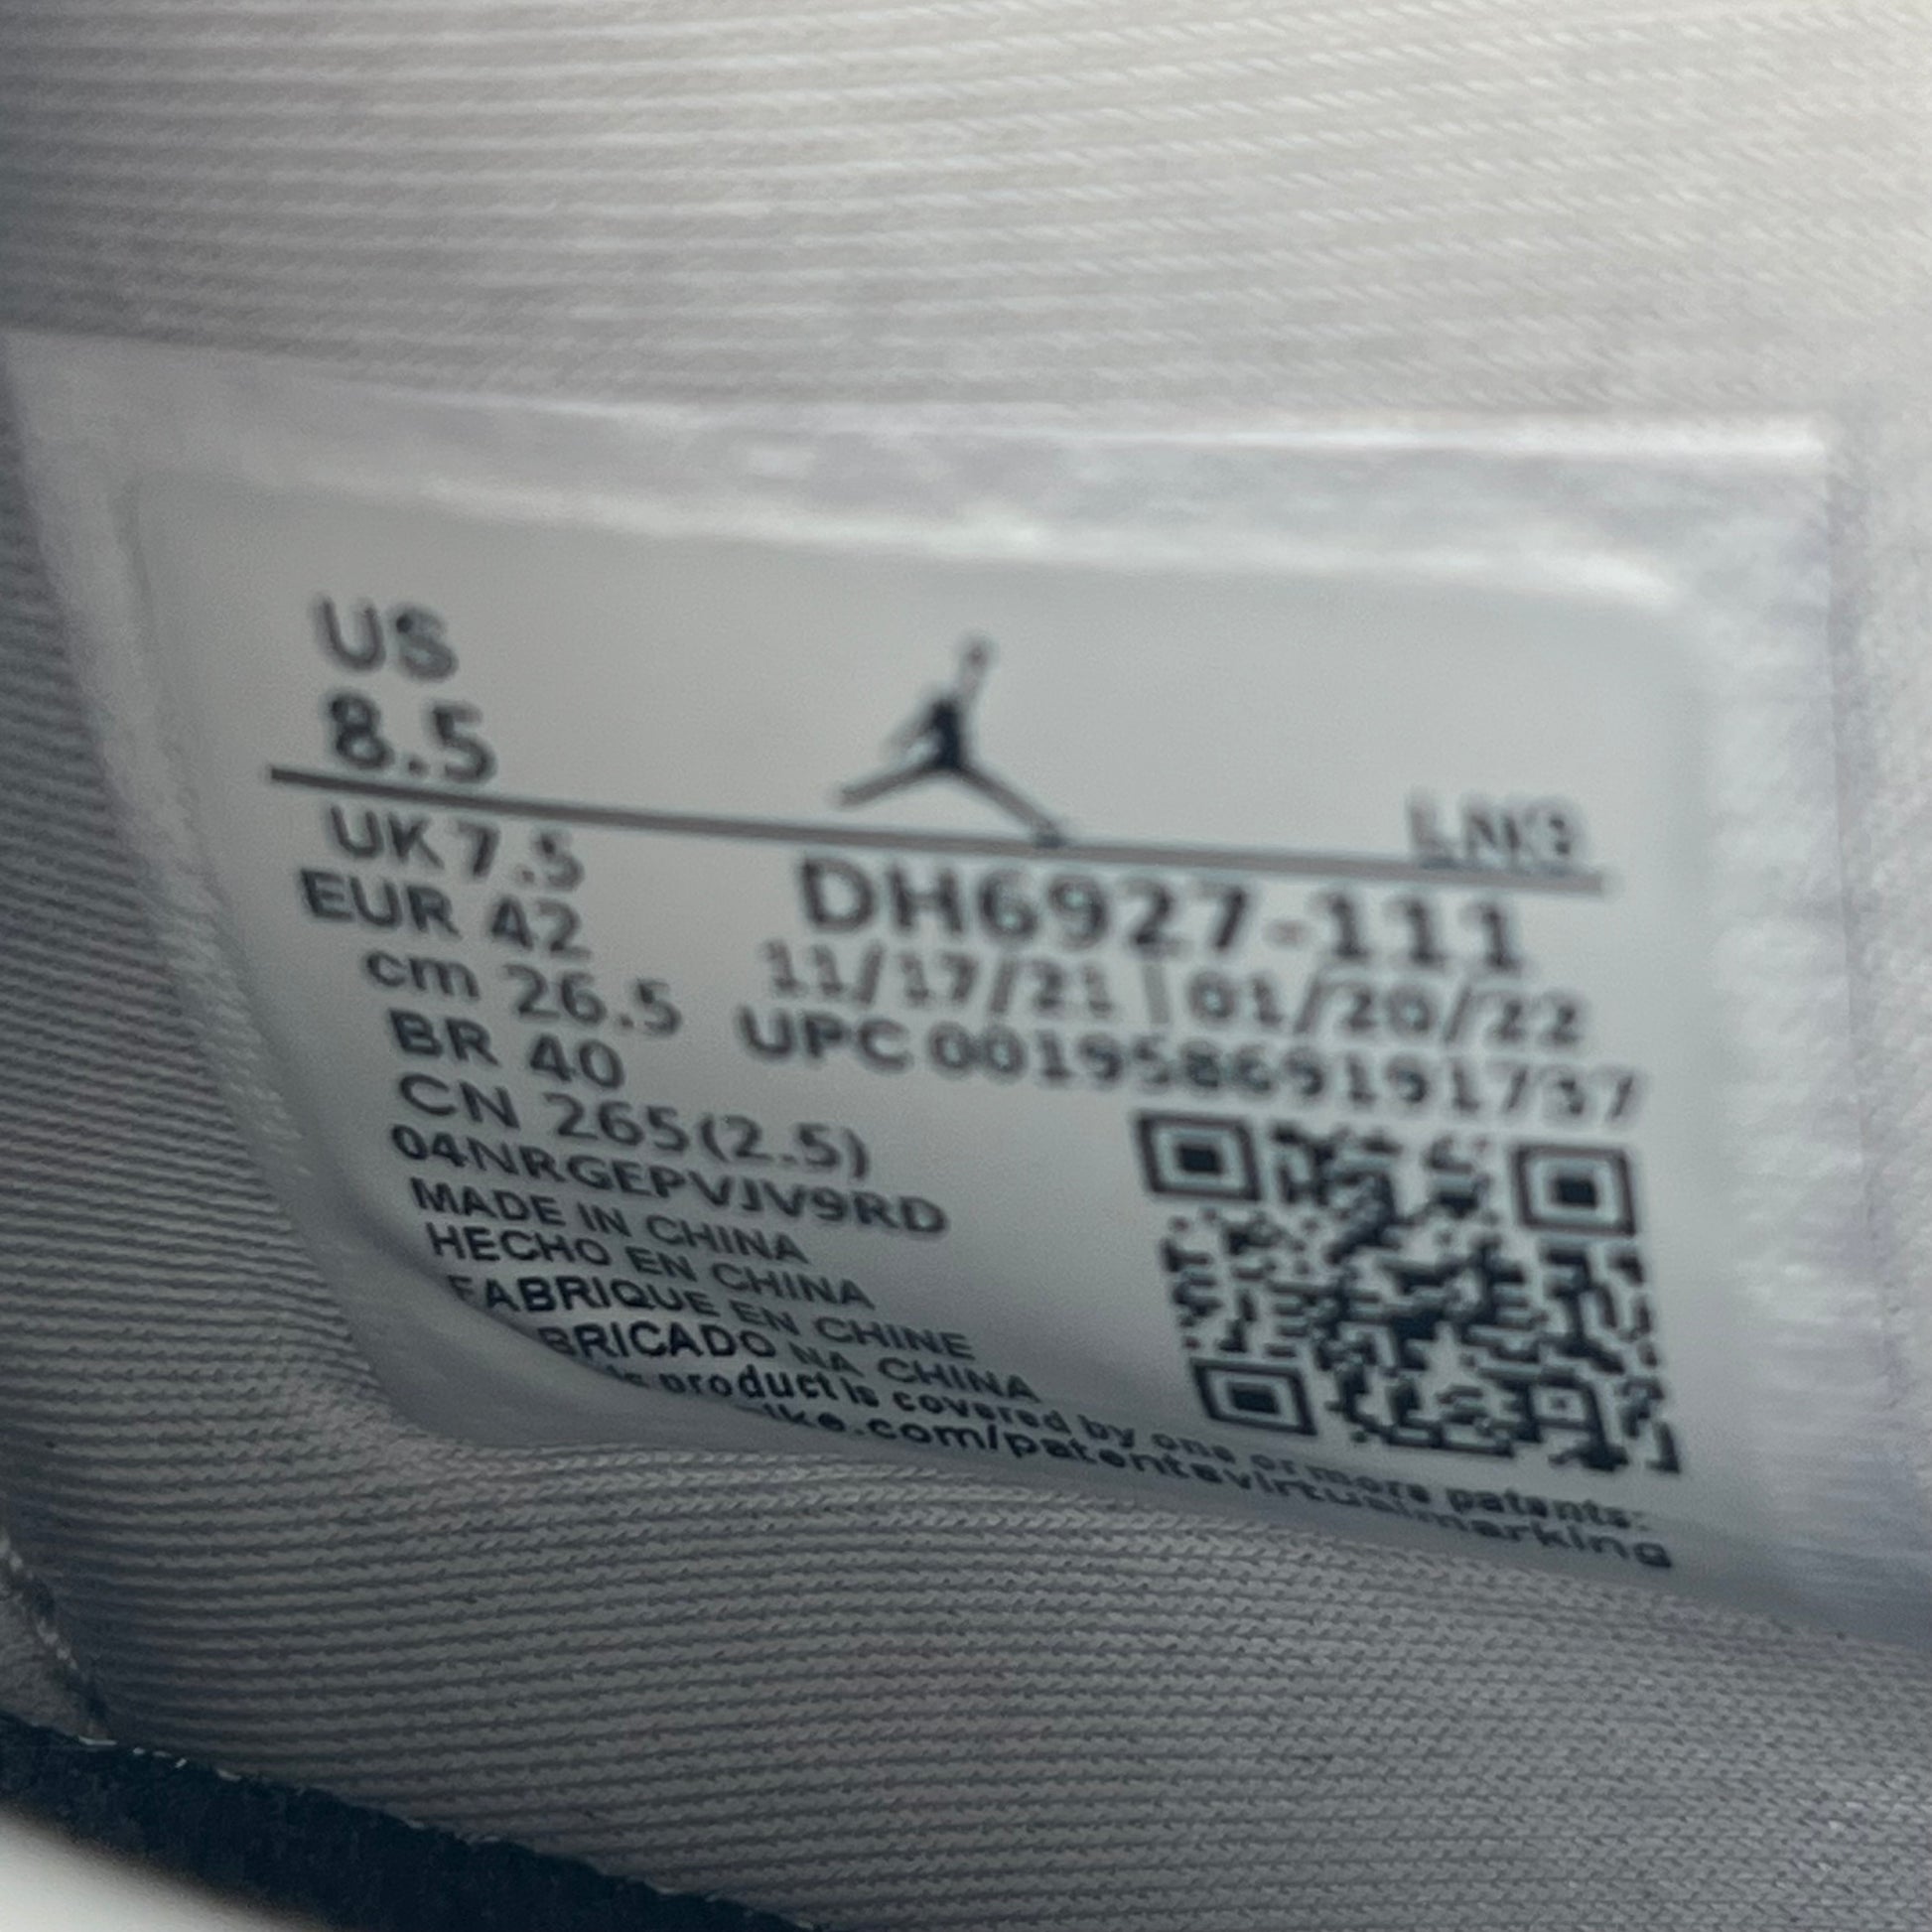 US
8.5
UK 7.5
EUR 42
cm 26.5
BR 40
CN 265(2.5)
04NRGEPVJV9RD
MADE IN CHINA
HECHO EN CHINA
FABRIQUE EN CHINE
BRICADO NA CHINA
product is covered by one or more patents:
ike.com/patentsvirtualmarking
DH6927-111
11/17/21 | 01/20/22
UPC 00195869191737